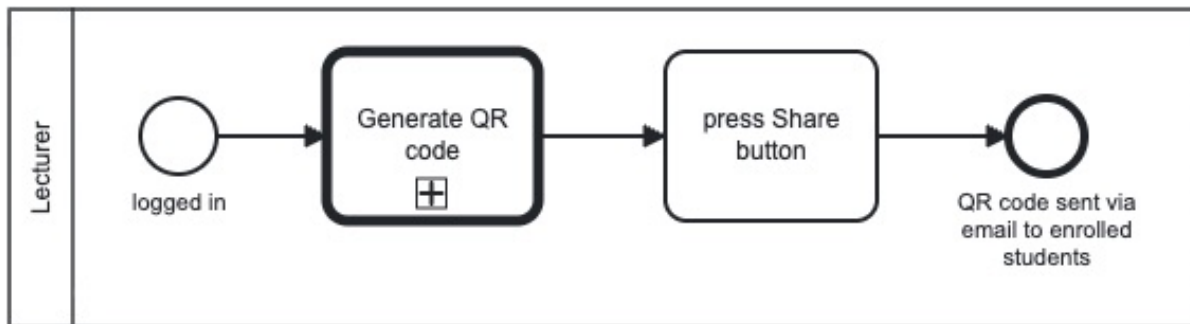 Lecturer
logged in
Generate QR
code
press Share
button
QR code sent via
email to enrolled
students